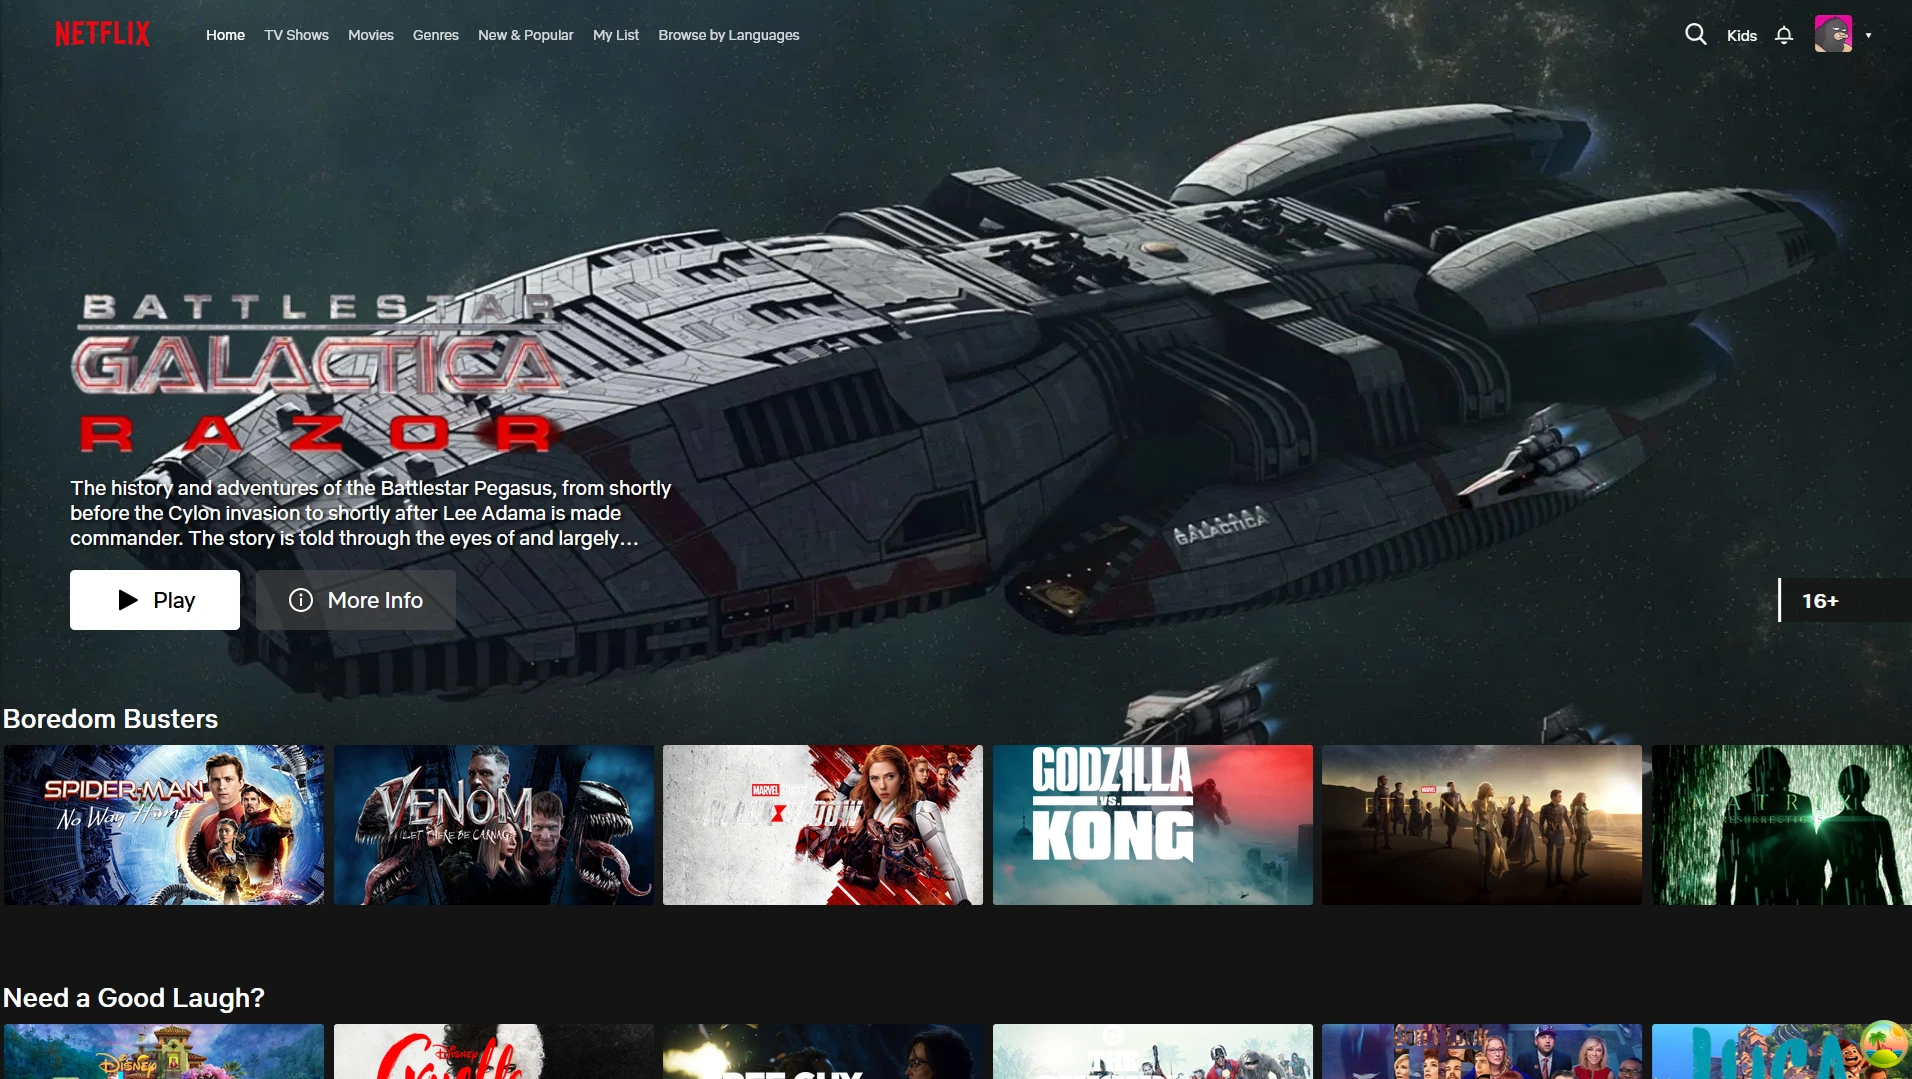 NETFLIX
Home TV Shows Movies Genres New & Popular My List Browse by Languages
Kids
BATTLESTAR
GALACTICA
RAZOR
The history and adventures of the Battlestar Pegasus, from shortly
before the Cylon invasion to shortly after Lee Adama is made
commander. The story is told through the eyes of and largely...
Play
More Info
GALACTICA
16+
Boredom Busters
SPIDER-MAN
No Way Home
VENOM
LET THERE BE CARNAGE
MARVEL STUDIOS
BLACK WIDOW
GODZILLA
VS.
KONG
MARVEL
MATRIX
RESURRECTIONS
Need a Good Laugh?
DISNEY
DISNEY
Cruella
FREE GUY
THE
Don't Look
LUCA